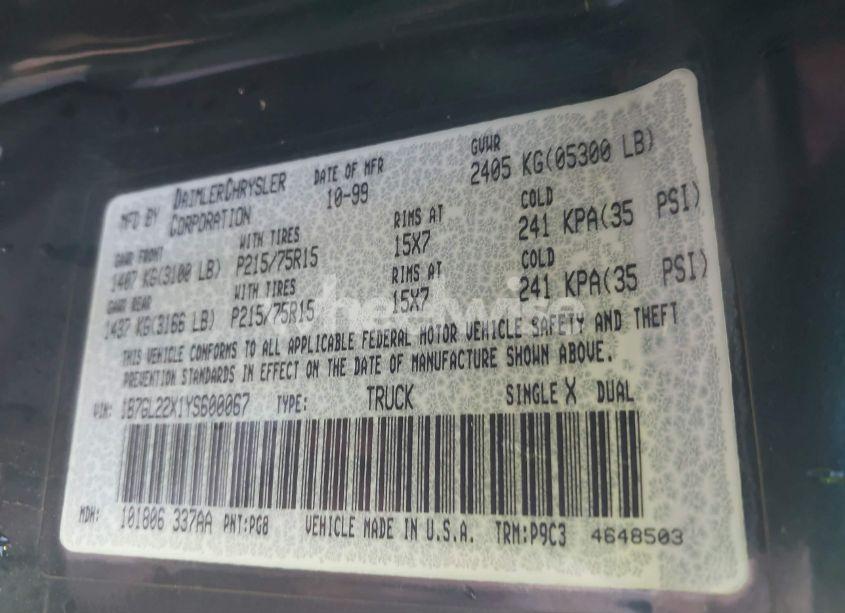 MFD BY DAIMLERCHRYSLER CORPORATION DATE OF MFR 10-99 GVWR 2405 KG(05300 LB)
GAWR FRONT WITH TIRES RIMS AT COLD
1407 KG(3100 LB) P215/75R15 15X7 241 KPA(35 PSI)
GAWR REAR WITH TIRES RIMS AT COLD
1437 KG(3166 LB) P215/75R15 15X7 241 KPA(35 PSI)
THIS VEHICLE CONFORMS TO ALL APPLICABLE FEDERAL MOTOR VEHICLE SAFETY AND THEFT
PREVENTION STANDARDS IN EFFECT ON THE DATE OF MANUFACTURE SHOWN ABOVE.
VIN: 1B7GL22X1YS600067 TYPE: TRUCK SINGLE X DUAL
MDH: 101806 337AA PNT:PG8 VEHICLE MADE IN U.S.A. TRM:P9C3 4648503